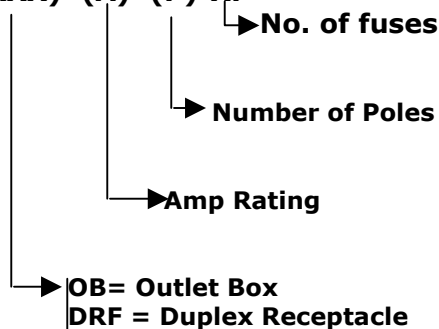 No. of fuses
Number of Poles
Amp Rating
OB= Outlet Box
DRF = Duplex Receptacle